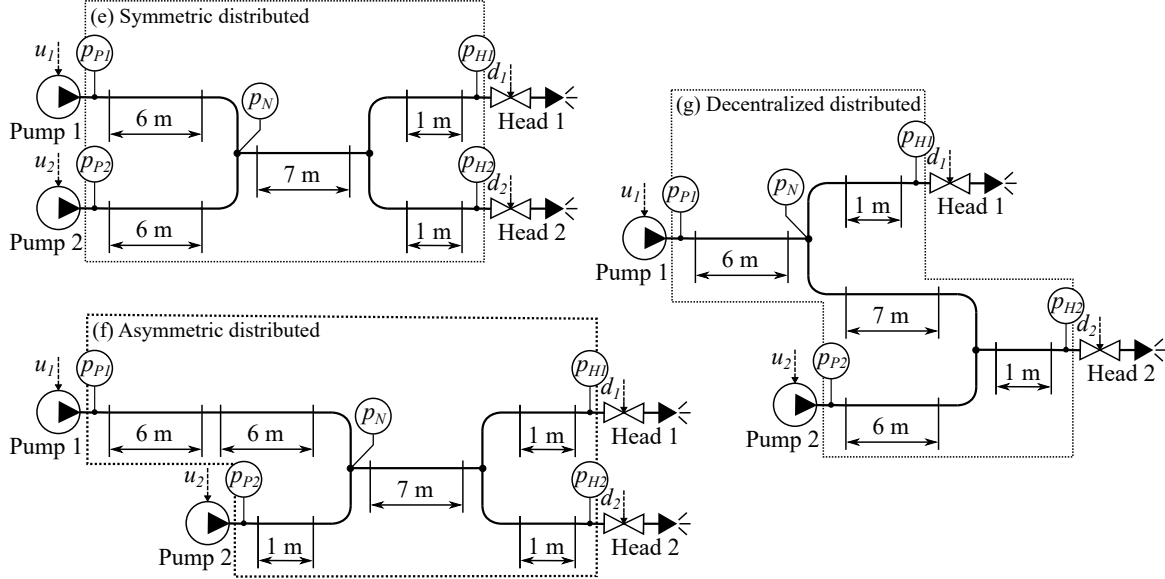 (e) Symmetric distributed
u1
pP1
pH1
d1
pN
Pump 1
6 m
1 m
Head 1
u2
pP2
7 m
pH2
d2
Pump 2
6 m
1 m
Head 2
(f) Asymmetric distributed
u1
pP1
pH1
d1
pN
Pump 1
6 m
6 m
1 m
Head 1
u2
pP2
7 m
pH2
d2
Pump 2
1 m
1 m
Head 2
(g) Decentralized distributed
pH1
d1
u1
pP1
pN
1 m
Head 1
Pump 1
6 m
7 m
pH2
d2
u2
pP2
1 m
Head 2
Pump 2
6 m